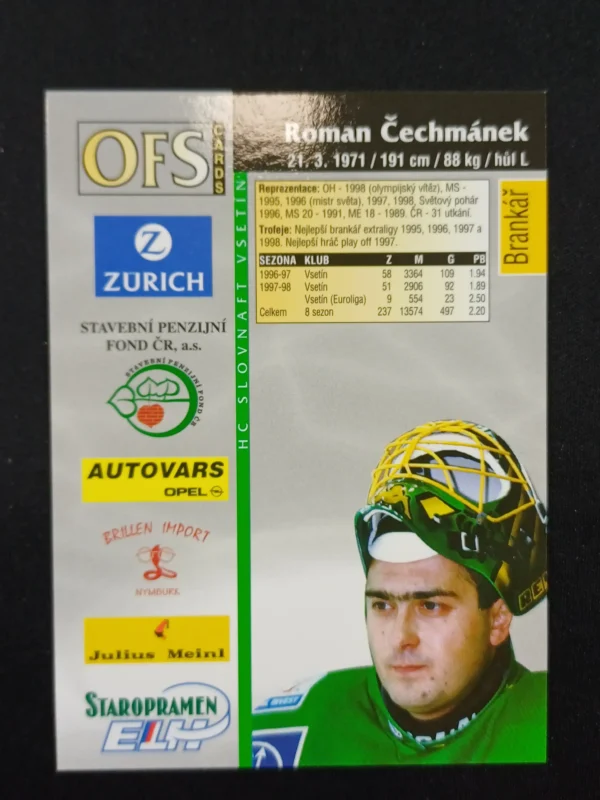 OFS
CARDS
ZÜRICH
STAVEBNÍ PENZIJNÍ
FOND ČR, a.s.
STAVEBNÍ PENZIJNÍ FOND ČR
AUTOVARS
OPEL
BRILLEN IMPORT
NYMBURK
Julius Meinl
STAROPRAMEN
ELH
HC SLOVNAFT VSETÍN
Roman Čechmánek
21. 3. 1971 / 191 cm / 88 kg / hůl L
Brankář
Reprezentace: OH - 1998 (olympijský vítěz), MS -
1995, 1996 (mistr světa), 1997, 1998, Světový pohár
1996, MS 20 - 1991, ME 18 - 1989. ČR - 31 utkání.
Trofeje: Nejlepší brankář extraligy 1995, 1996, 1997 a
1998. Nejlepší hráč play off 1997.
SEZONA KLUB Z M G PB
1996-97 Vsetín 58 3364 109 1.94
1997-98 Vsetín 51 2906 92 1.89
Vsetín (Euroliga) 9 554 23 2.50
Celkem 8 sezon 237 13574 497 2.20